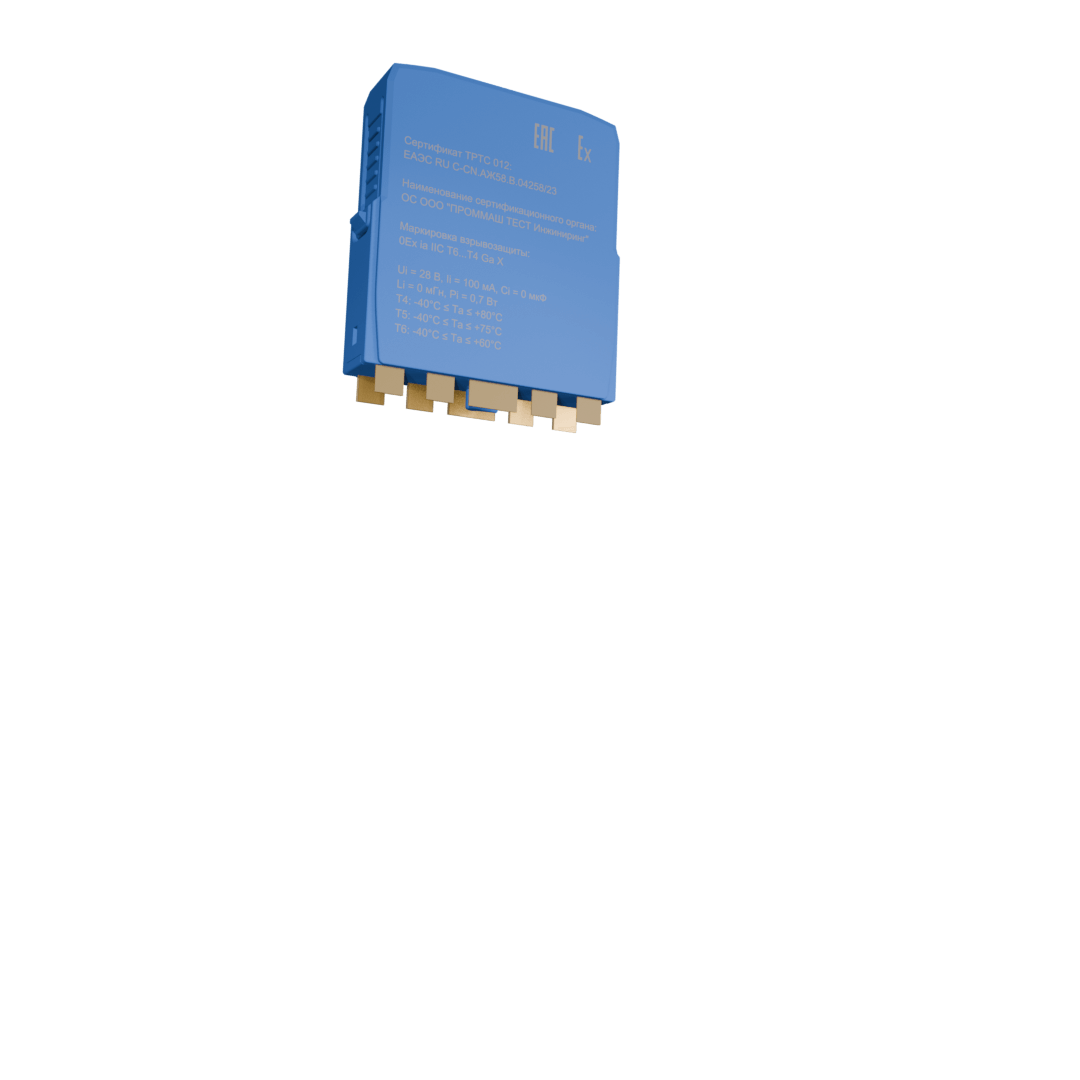 EAC Ex
Сертификат ТРТС 012:
ЕАЭС RU C-CN.АЖ58.В.04258/23
Наименование сертификационного органа:
ОС ООО "ПРОММАШ ТЕСТ Инжиниринг"
Маркировка взрывозащиты:
0Ex ia IIC T6.. T4 Ga X
Ui = 28 В, Ii = 100 мА, Ci = 0 мкФ
Li = 0 мГн, Pi = 0,7 Вт
T4: -40°C ≤ Ta ≤ +80°C
T5: -40°C ≤ Ta ≤ +75°C
T6: -40°C ≤ Ta ≤ +60°C